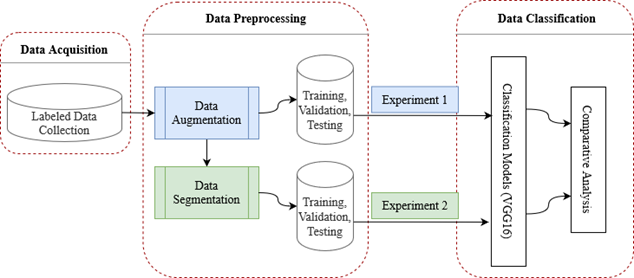 Data Acquisition
Labeled Data
Collection
Data Preprocessing
Data
Augmentation
Data
Segmentation
Training,
Validation,
Testing
Training,
Validation,
Testing
Experiment 1
Experiment 2
Data Classification
Classification Models (VGG16)
Comparative Analysis